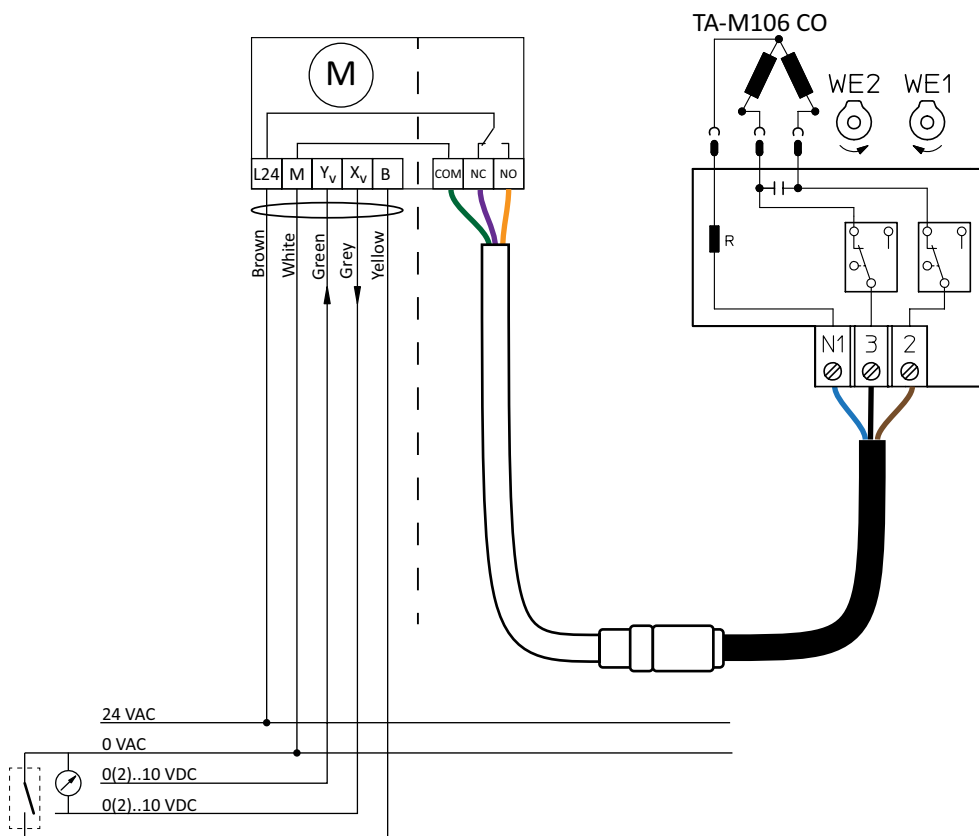 TA-M106 CO
M
WE2 WE1
L24 M Yv Xv B COM NC NO
Brown
White
Green
Grey
Yellow
R
N1 3 2
24 VAC
0 VAC
0(2)..10 VDC
0(2)..10 VDC